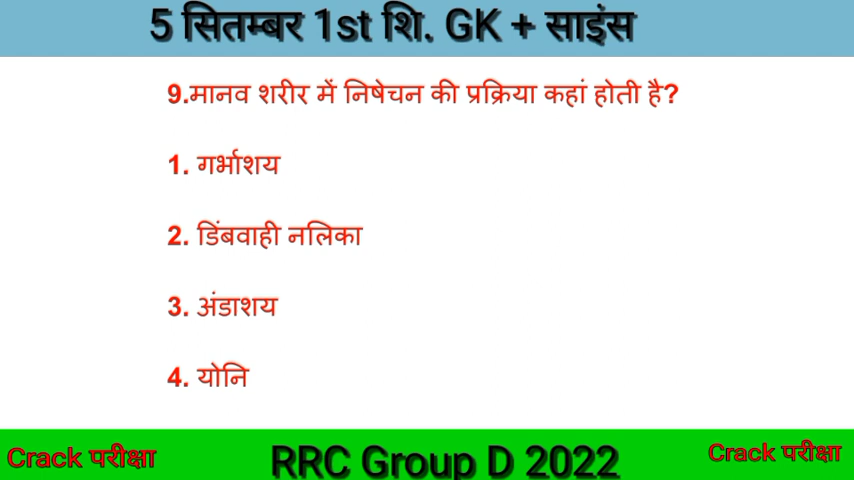 5 सितम्बर 1st शि. GK + साइंस
9.मानव शरीर में निषेचन की प्रक्रिया कहां होती है?
1. गर्भाशय
2. डिंबवाही नलिका
3. अंडाशय
4. योनि
Crack परीक्षा RRC Group D 2022 Crack परीक्षा